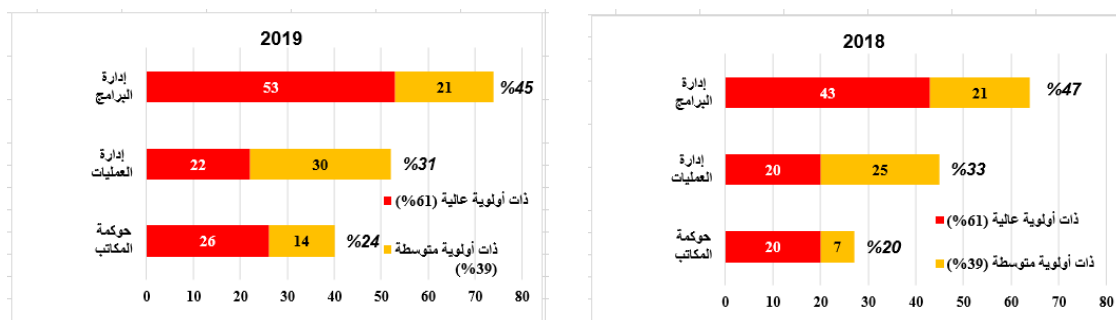 2018
إدارة
البرامج
43
21
%47
إدارة
العمليات
20
25
%33
حوكمة
المكاتب
20
7
%20
ذات أولوية عالية (61%)
ذات أولوية متوسطة (39%)
0 10 20 30 40 50 60 70 80
2019
إدارة
البرامج
53
21
%45
إدارة
العمليات
22
30
%31
حوكمة
المكاتب
26
14
%24
ذات أولوية عالية (61%)
ذات أولوية متوسطة
(39%)
0 10 20 30 40 50 60 70 80